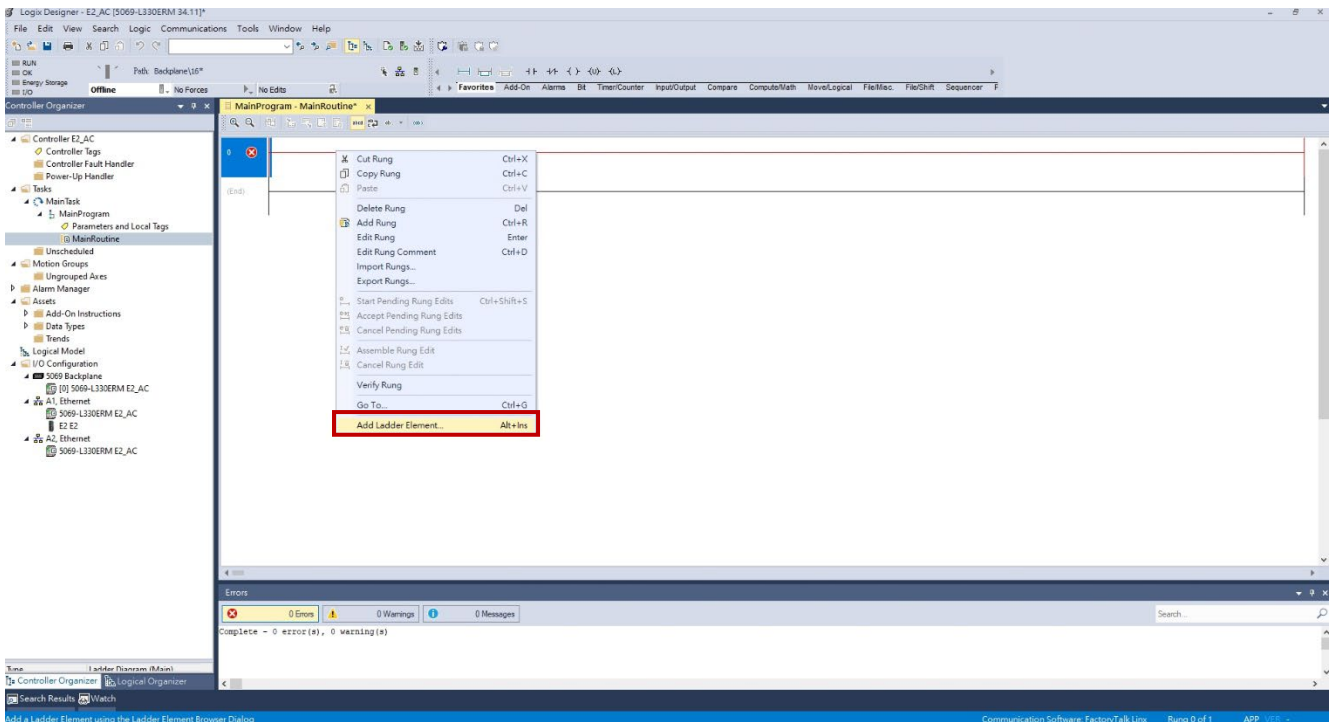 Logix Designer - E2_AC [5069-L330ERM 34.11]*
File Edit View Search Logic Communications Tools Window Help
RUN
OK
Energy Storage
I/O
Path: Backplane\16*
Offline No Forces No Edits
Favorites Add-On Alarms Bit Timer/Counter Input/Output Compare Compute/Math Move/Logical File/Misc. File/Shift Sequencer
Controller Organizer
MainProgram - MainRoutine*
Controller E2_AC
Controller Tags
Controller Fault Handler
Power-Up Handler
Tasks
MainTask
MainProgram
Parameters and Local Tags
MainRoutine
Unscheduled
Motion Groups
Ungrouped Axes
Alarm Manager
Assets
Add-On Instructions
Data Types
Trends
Logical Model
I/O Configuration
5069 Backplane
[0] 5069-L330ERM E2_AC
A1, Ethernet
5069-L330ERM E2_AC
E2 E2
A2, Ethernet
5069-L330ERM E2_AC
0
(End)
Cut Rung Ctrl+X
Copy Rung Ctrl+C
Paste Ctrl+V
Delete Rung Del
Add Rung Ctrl+R
Edit Rung Enter
Edit Rung Comment Ctrl+D
Import Rungs...
Export Rungs...
Start Pending Rung Edits Ctrl+Shift+S
Accept Pending Rung Edits
Cancel Pending Rung Edits
Assemble Rung Edit
Cancel Rung Edit
Verify Rung
Go To... Ctrl+G
Add Ladder Element... Alt+Ins
Errors
0 Errors 0 Warnings 0 Messages
Search...
Complete - 0 error(s), 0 warning(s)
Type Ladder Diagram (Main)
Controller Organizer Logical Organizer
Search Results Watch
Add a Ladder Element using the Ladder Element Browser Dialog
Communication Software: FactoryTalk Linx Rung 0 of 1 APP VER